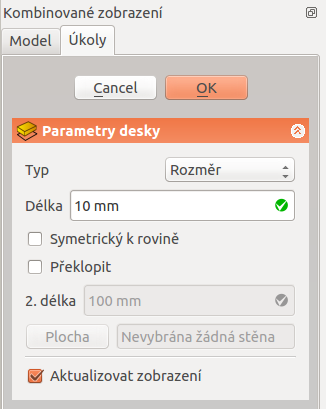 Kombinované zobrazení
Model Úkoly
Cancel OK
Parametry desky
Typ Rozměr
Délka 10 mm
Symetrický k rovině
Překlopit
2. délka 100 mm
Plocha Nevybrána žádná stěna
Aktualizovat zobrazení